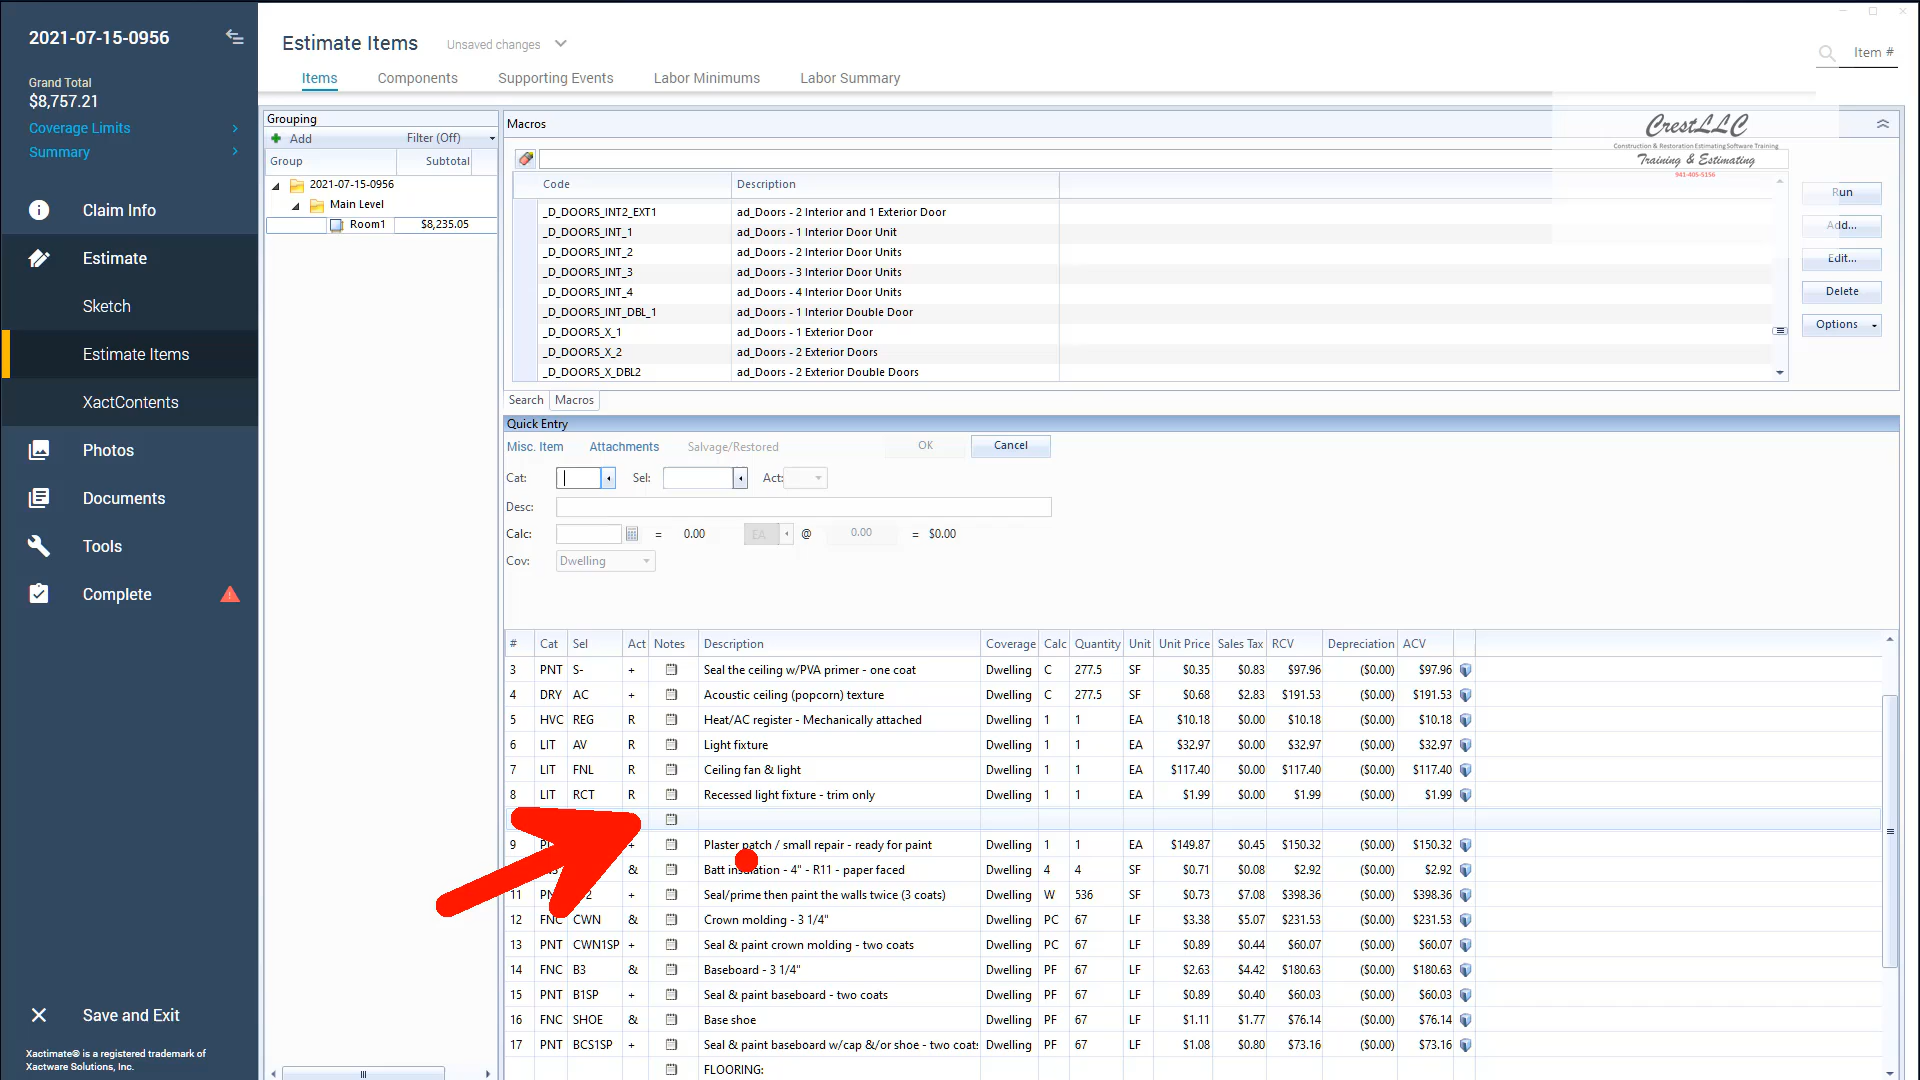 2021-07-15-0956
Grand Total
$8,757.21
Coverage Limits
Summary
Claim Info
Estimate
Sketch
Estimate Items
XactContents
Photos
Documents
Tools
Complete
Save and Exit
Xactimate® is a registered trademark of
Xactware Solutions, Inc.
Estimate Items Unsaved changes
Item #
Items Components Supporting Events Labor Minimums Labor Summary
Grouping
Add Filter (Off)
Group Subtotal
2021-07-15-0956
Main Level
Room1 $8,235.05
Macros
CrestLLC
Construction & Restoration Estimating Software Training
Training & Estimating
941-405-5156
Code Description
_D_DOORS_INT2_EXT1 ad_Doors - 2 Interior and 1 Exterior Door
_D_DOORS_INT_1 ad_Doors - 1 Interior Door Unit
_D_DOORS_INT_2 ad_Doors - 2 Interior Door Units
_D_DOORS_INT_3 ad_Doors - 3 Interior Door Units
_D_DOORS_INT_4 ad_Doors - 4 Interior Door Units
_D_DOORS_INT_DBL_1 ad_Doors - 1 Interior Double Door
_D_DOORS_X_1 ad_Doors - 1 Exterior Door
_D_DOORS_X_2 ad_Doors - 2 Exterior Doors
_D_DOORS_X_DBL2 ad_Doors - 2 Exterior Double Doors
Run
Add...
Edit...
Delete
Options
Search Macros
Quick Entry
Misc. Item Attachments Salvage/Restored OK Cancel
Cat: Sel: Act:
Desc:
Calc: = 0.00 EA @ 0.00 = $0.00
Cov: Dwelling
# Cat Sel Act Notes Description Coverage Calc Quantity Unit Unit Price Sales Tax RCV Depreciation ACV
3 PNT S- + Seal the ceiling w/PVA primer - one coat Dwelling C 277.5 SF $0.35 $0.83 $97.96 ($0.00) $97.96
4 DRY AC + Acoustic ceiling (popcorn) texture Dwelling C 277.5 SF $0.68 $2.83 $191.53 ($0.00) $191.53
5 HVC REG R Heat/AC register - Mechanically attached Dwelling 1 1 EA $10.18 $0.00 $10.18 ($0.00) $10.18
6 LIT AV R Light fixture Dwelling 1 1 EA $32.97 $0.00 $32.97 ($0.00) $32.97
7 LIT FNL R Ceiling fan & light Dwelling 1 1 EA $117.40 $0.00 $117.40 ($0.00) $117.40
8 LIT RCT R Recessed light fixture - trim only Dwelling 1 1 EA $1.99 $0.00 $1.99 ($0.00) $1.99
9 + Plaster patch / small repair - ready for paint Dwelling 1 1 EA $149.87 $0.45 $150.32 ($0.00) $150.32
& Batt insulation - 4" - R11 - paper faced Dwelling 4 4 SF $0.71 $0.08 $2.92 ($0.00) $2.92
11 + Seal/prime then paint the walls twice (3 coats) Dwelling W 536 SF $0.73 $7.08 $398.36 ($0.00) $398.36
12 FNC CWN & Crown molding - 3 1/4" Dwelling PC 67 LF $3.38 $5.07 $231.53 ($0.00) $231.53
13 PNT CWN1SP + Seal & paint crown molding - two coats Dwelling PC 67 LF $0.89 $0.44 $60.07 ($0.00) $60.07
14 FNC B3 & Baseboard - 3 1/4" Dwelling PF 67 LF $2.63 $4.42 $180.63 ($0.00) $180.63
15 PNT B1SP + Seal & paint baseboard - two coats Dwelling PF 67 LF $0.89 $0.40 $60.03 ($0.00) $60.03
16 FNC SHOE & Base shoe Dwelling PF 67 LF $1.11 $1.77 $76.14 ($0.00) $76.14
17 PNT BCS1SP + Seal & paint baseboard w/cap &/or shoe - two coats Dwelling PF 67 LF $1.08 $0.80 $73.16 ($0.00) $73.16
FLOORING: